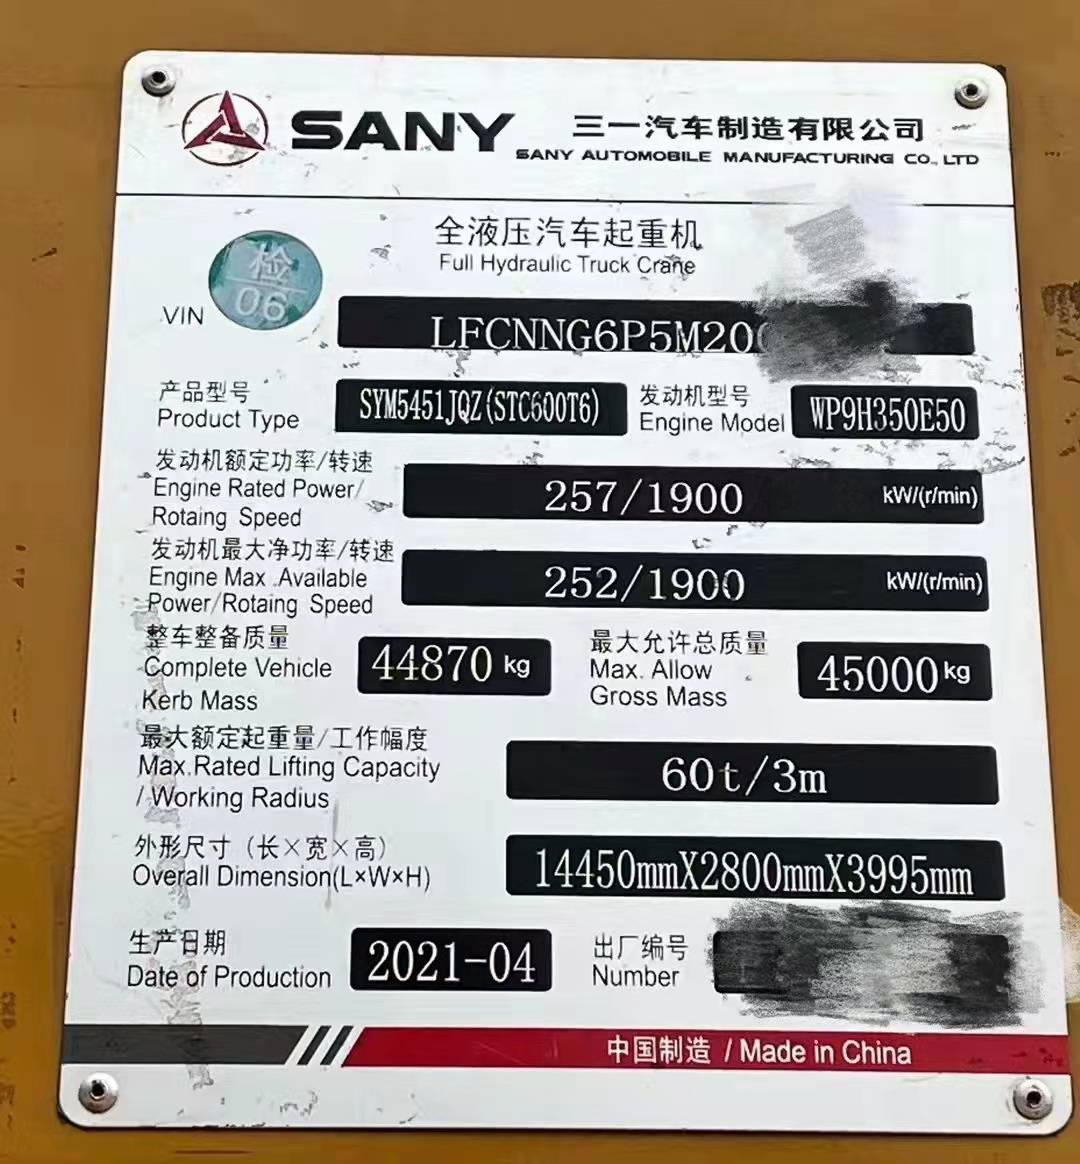 SANY
三一汽车制造有限公司
SANY AUTOMOBILE MANUFACTURING CO., LTD
全液压汽车起重机
Full Hydraulic Truck Crane
检
06
VIN LFCNNG6P5M20
产品型号 发动机型号
Product Type SYM5451JQZ(STC600T6) Engine Model WP9H350E50
发动机额定功率/转速
Engine Rated Power/ 257/1900 kW/(r/min)
Rotaing Speed
发动机最大净功率/转速
Engine Max .Available 252/1900 kW/(r/min)
Power/Rotaing Speed
整车整备质量 最大允许总质量
Complete Vehicle 44870 kg Max. Allow 45000 kg
Kerb Mass Gross Mass
最大额定起重量/工作幅度
Max.Rated Lifting Capacity 60t/3m
/ Working Radius
外形尺寸（长×宽×高）
Overall Dimension(L×W×H) 14450mmX2800mmX3995mm
生产日期 出厂编号
Date of Production 2021-04 Number
中国制造 / Made in China